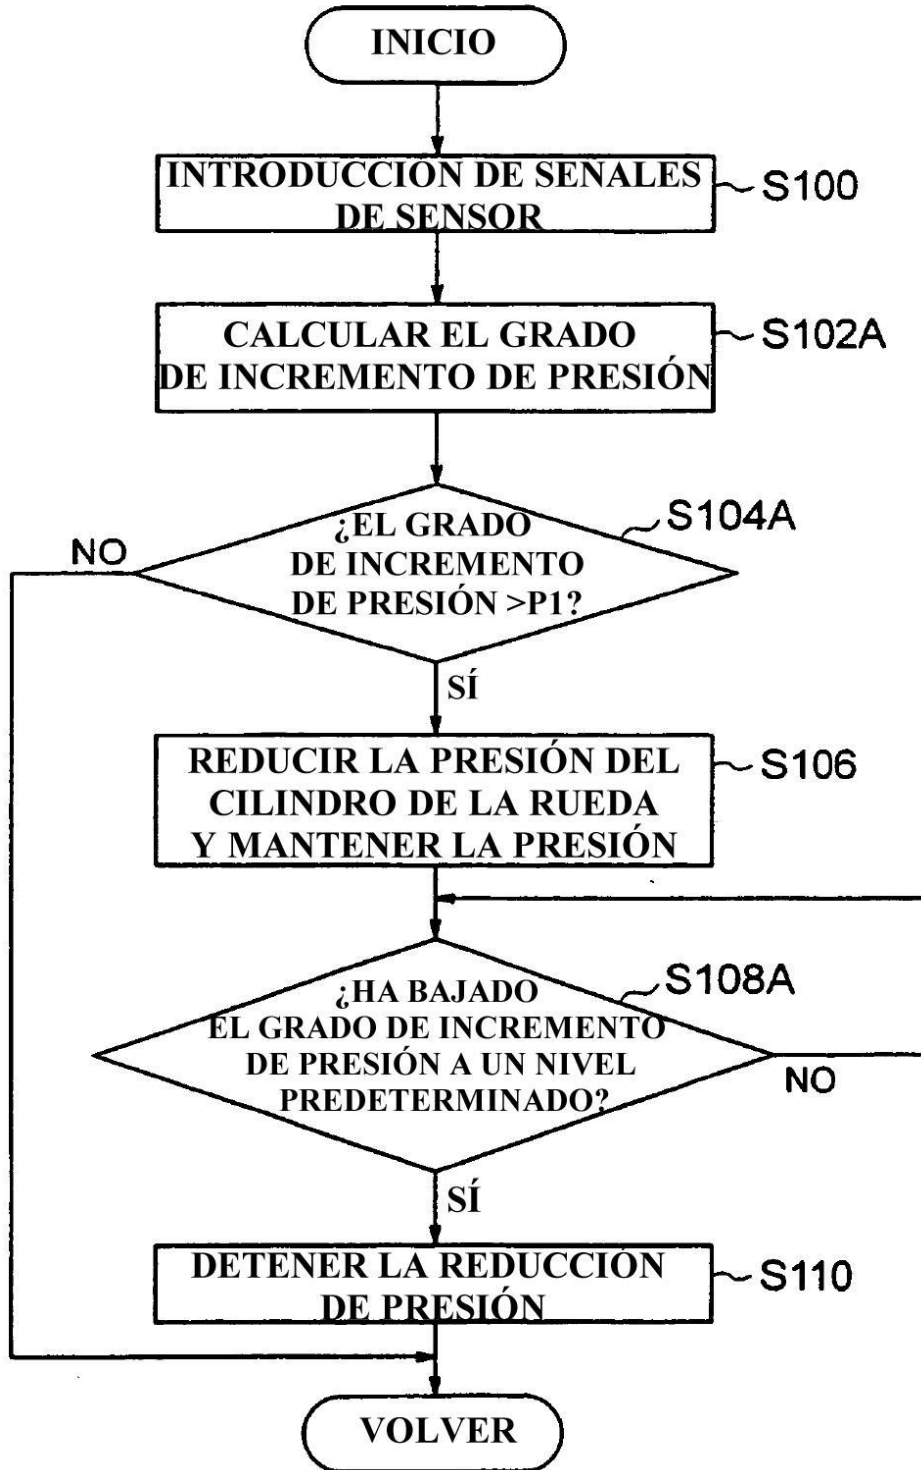 INICIO
INTRODUCCIÓN DE SEÑALES
DE SENSOR
S100
CALCULAR EL GRADO
DE INCREMENTO DE PRESIÓN
S102A
¿EL GRADO
DE INCREMENTO
DE PRESIÓN >P1?
S104A
NO
SÍ
REDUCIR LA PRESIÓN DEL
CILINDRO DE LA RUEDA
Y MANTENER LA PRESIÓN
S106
¿HA BAJADO
EL GRADO DE INCREMENTO
DE PRESIÓN A UN NIVEL
PREDETERMINADO?
S108A
NO
SÍ
DETENER LA REDUCCIÓN
DE PRESIÓN
S110
VOLVER